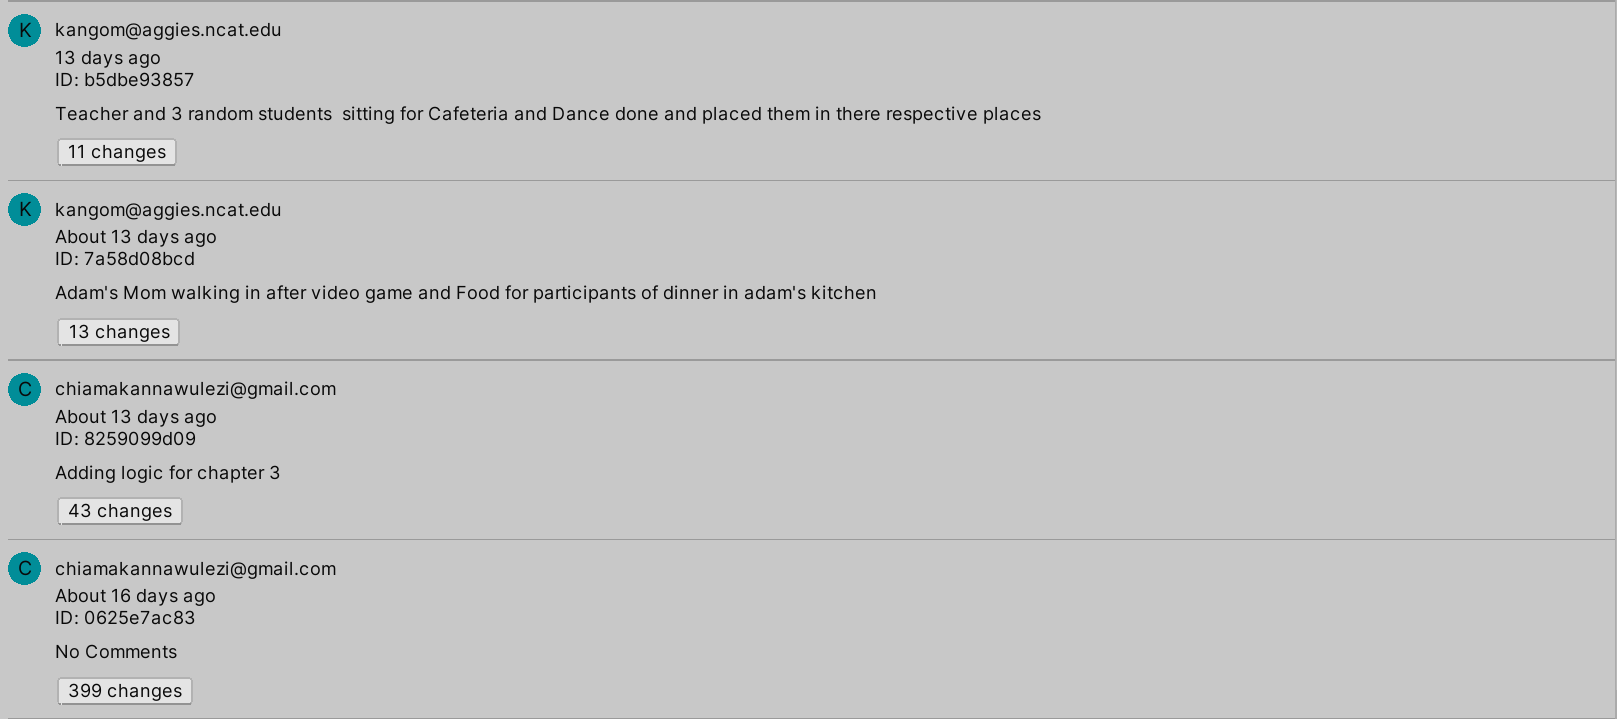 K kangom@aggies.ncat.edu
13 days ago
ID: b5dbe93857
Teacher and 3 random students  sitting for Cafeteria and Dance done and placed them in there respective places
11 changes
K kangom@aggies.ncat.edu
About 13 days ago
ID: 7a58d08bcd
Adam's Mom walking in after video game and Food for participants of dinner in adam's kitchen
13 changes
C chiamakannawulezi@gmail.com
About 13 days ago
ID: 8259099d09
Adding logic for chapter 3
43 changes
C chiamakannawulezi@gmail.com
About 16 days ago
ID: 0625e7ac83
No Comments
399 changes